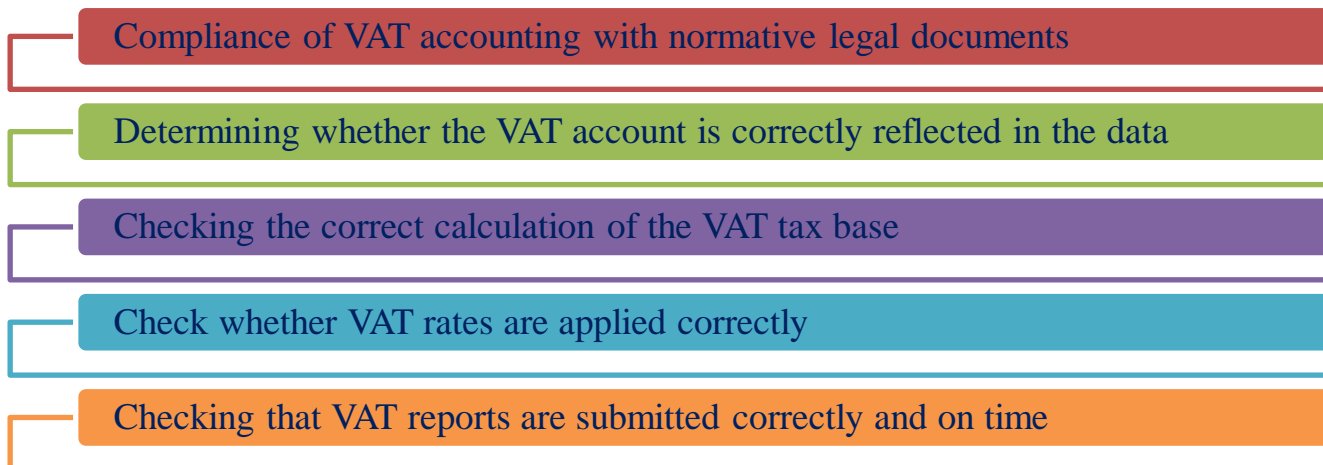 Compliance of VAT accounting with normative legal documents
Determining whether the VAT account is correctly reflected in the data
Checking the correct calculation of the VAT tax base
Check whether VAT rates are applied correctly
Checking that VAT reports are submitted correctly and on time